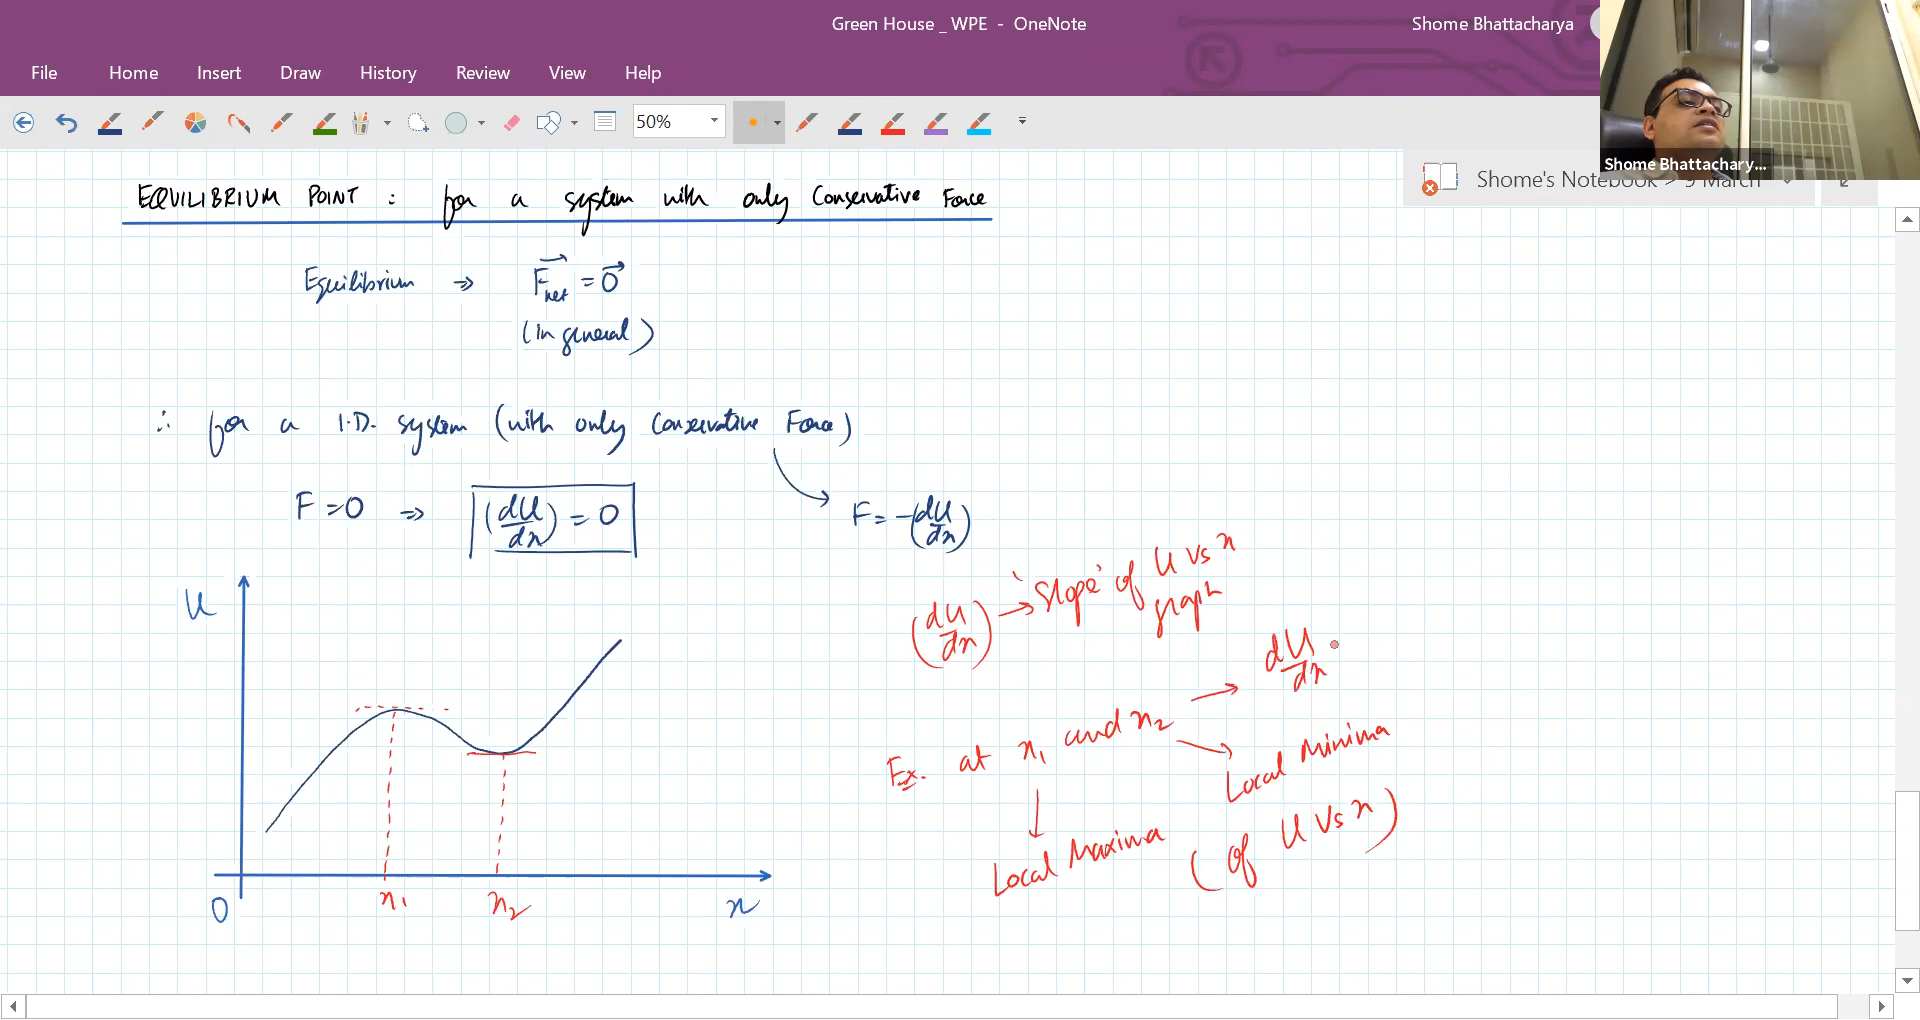 Green House _ WPE - OneNote
Shome Bhattacharya
File Home Insert Draw History Review View Help
50%
Shome Bhattachary...
Shome's Notebook > 9 March
EQUILIBRIUM POINT : for a system with only Conservative Force
Equilibrium ⇒ F⃗net = 0⃗
(in general)
∴ for a 1.D. system (with only Conservative Force)
F = 0 ⇒ (dU/dx) = 0
F = -(dU/dx)
(dU/dx) → 'Slope' of U Vs x graph
U
Ex. at x₁ and x₂ → dU/dx
Local Minima
Local Maxima
(of U Vs x)
O x₁ x₂ x